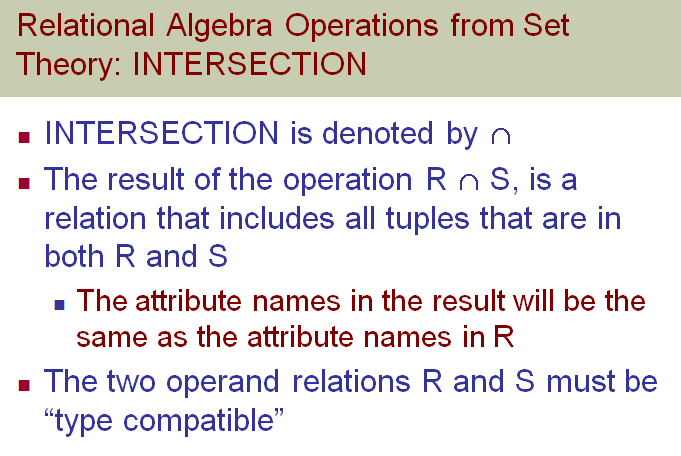 Relational Algebra Operations from Set
Theory: INTERSECTION
INTERSECTION is denoted by ∩
The result of the operation R ∩ S, is a
relation that includes all tuples that are in
both R and S
The attribute names in the result will be the
same as the attribute names in R
The two operand relations R and S must be
“type compatible”